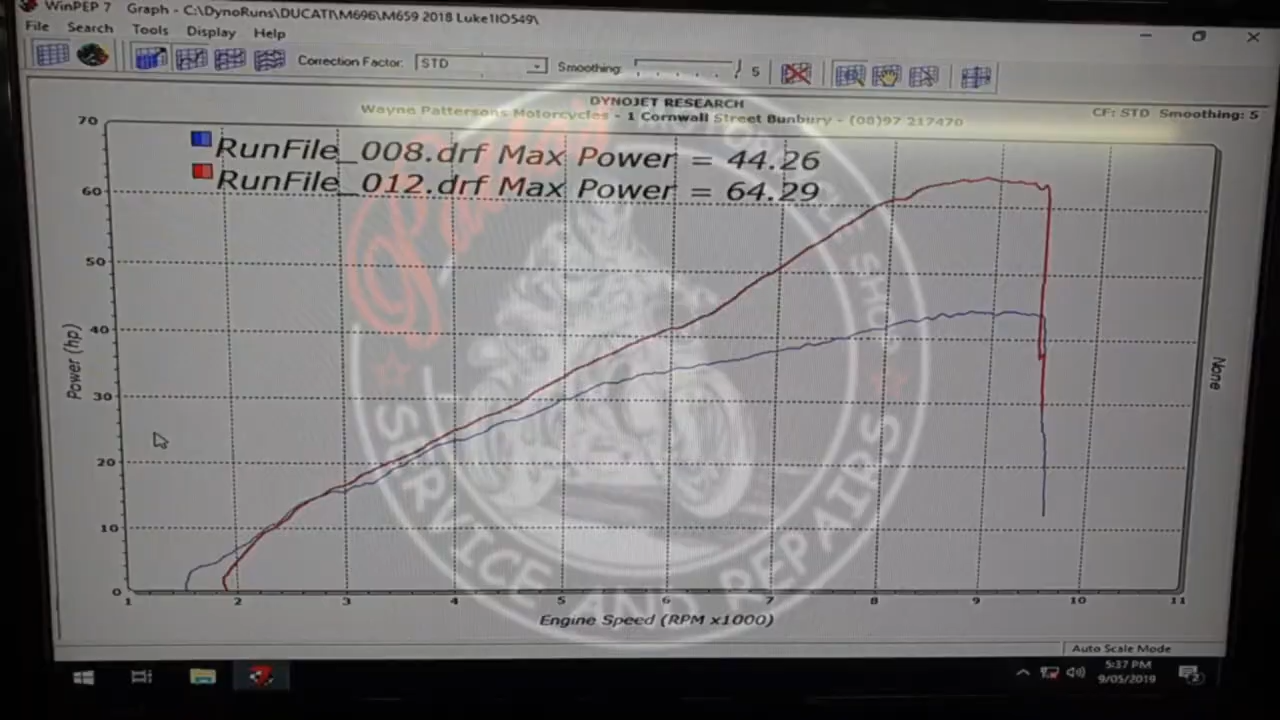 WinPEP 7 Graph - C:\DynoRuns\DUCATI\M696\M659 2018 Luke1IO549\
File Search Tools Display Help
Correction Factor: STD Smoothing: 5
DYNOJET RESEARCH
Wayne Pattersons Motorcycles - 1 Cornwall Street Bunbury - (08)97 217470
CF: STD Smoothing: 5
RunFile_008.drf Max Power = 44.26
RunFile_012.drf Max Power = 64.29
70
60
50
40
30
20
10
0
Power (hp)
None
1 2 3 4 5 6 7 8 9 10 11
Engine Speed (RPM x1000)
SERVICE AND REPAIRS
Auto Scale Mode
5:37 PM
9/05/2019
2